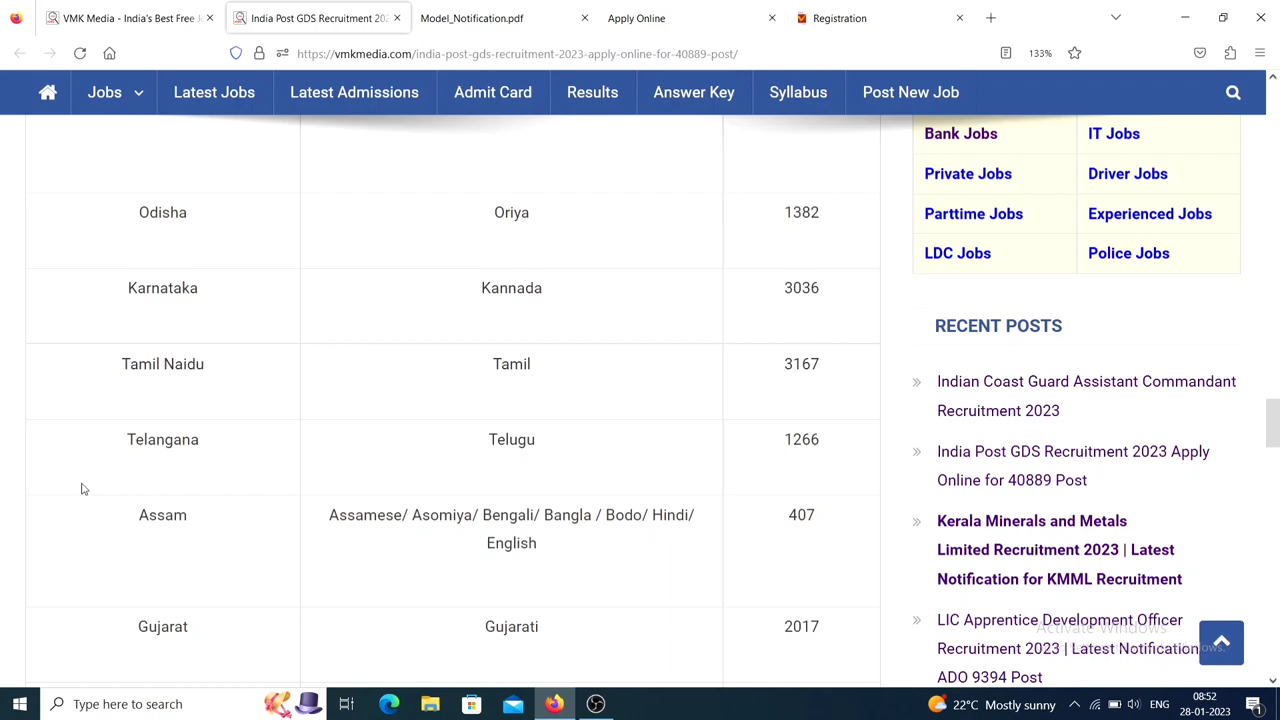 VMK Media - India's Best Free J
India Post GDS Recruitment 202
Model_Notification.pdf
Apply Online
Registration
https://vmkmedia.com/india-post-gds-recruitment-2023-apply-online-for-40889-post/
133%
Jobs
Latest Jobs
Latest Admissions
Admit Card
Results
Answer Key
Syllabus
Post New Job
Odisha Oriya 1382
Karnataka Kannada 3036
Tamil Naidu Tamil 3167
Telangana Telugu 1266
Assam Assamese/ Asomiya/ Bengali/ Bangla / Bodo/ Hindi/ 407
English
Gujarat Gujarati 2017
Bank Jobs IT Jobs
Private Jobs Driver Jobs
Parttime Jobs Experienced Jobs
LDC Jobs Police Jobs
RECENT POSTS
Indian Coast Guard Assistant Commandant
Recruitment 2023
India Post GDS Recruitment 2023 Apply
Online for 40889 Post
Kerala Minerals and Metals
Limited Recruitment 2023 | Latest
Notification for KMML Recruitment
LIC Apprentice Development Officer
Recruitment 2023 | Latest Notification
ADO 9394 Post
Activate Windows
Type here to search
22°C Mostly sunny
ENG
08:52
28-01-2023
1